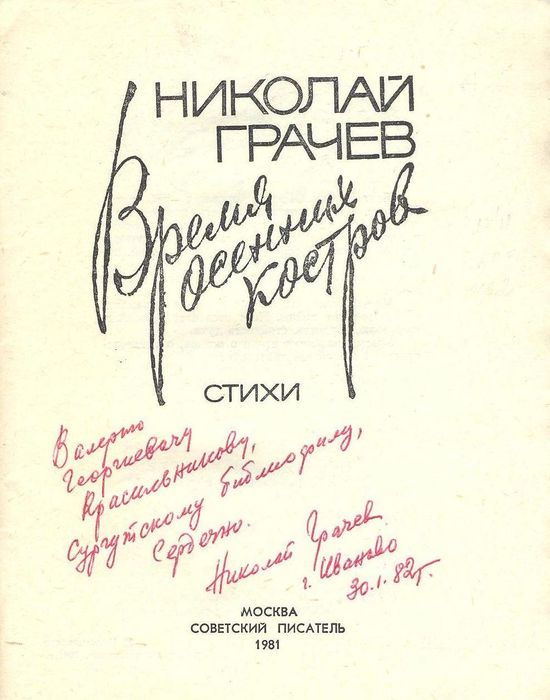 НИКОЛАЙ
ГРАЧЕВ
Время
осенних
костров
СТИХИ
Валерию
Георгиевичу
Красильникову,
Сургутскому библиофилу,
Сердечно.
Николай Грачев
г. Иваново
30.1.82г.
МОСКВА
СОВЕТСКИЙ ПИСАТЕЛЬ
1981